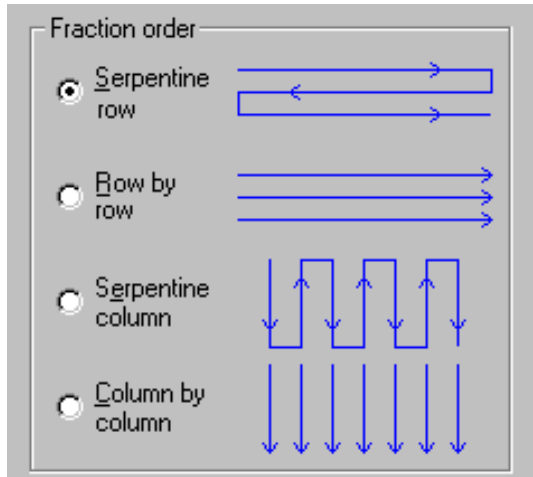 Fraction order
Serpentine
row
Row by
row
Serpentine
column
Column by
column